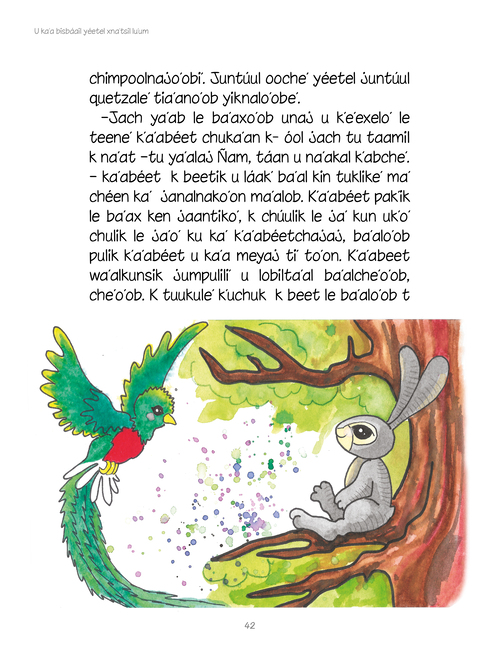 U ka'a bisbáail yéetel xna'tsil lu'um
chimpoolnajo'obi'. Juntúul ooche' yéetel juntúul
quetzale' tia'ano'ob yiknalo'obe'.
–Jach ya'ab le ba'axo'ob unaj u k'e'exelo' le
teene' k'a'abéet chuka'an k- óol jach tu taamil
k na'at –tu ya'alaj Ñam, táan u na'akal k'abche'.
– k'a'abéet k beetik u láak' ba'al kin tuklike' ma'
chéen ka' janalnako'on ma'alob. K'a'abéet pak'ik
le ba'ax ken jaantiko', k chúulik le ja' kun uk'o'
chulik le ja'o' ku ka' k'a'abéetchajaj, ba'alo'ob
pulik k'a'abéet u ka'a meyaj ti' to'on. K'a'abeet
wa'alkunsik jumpulili' u lobilta'al ba'alche'o'ob,
che'o'ob. K tuukule' k'uchuk k beet le ba'alo'ob t
42